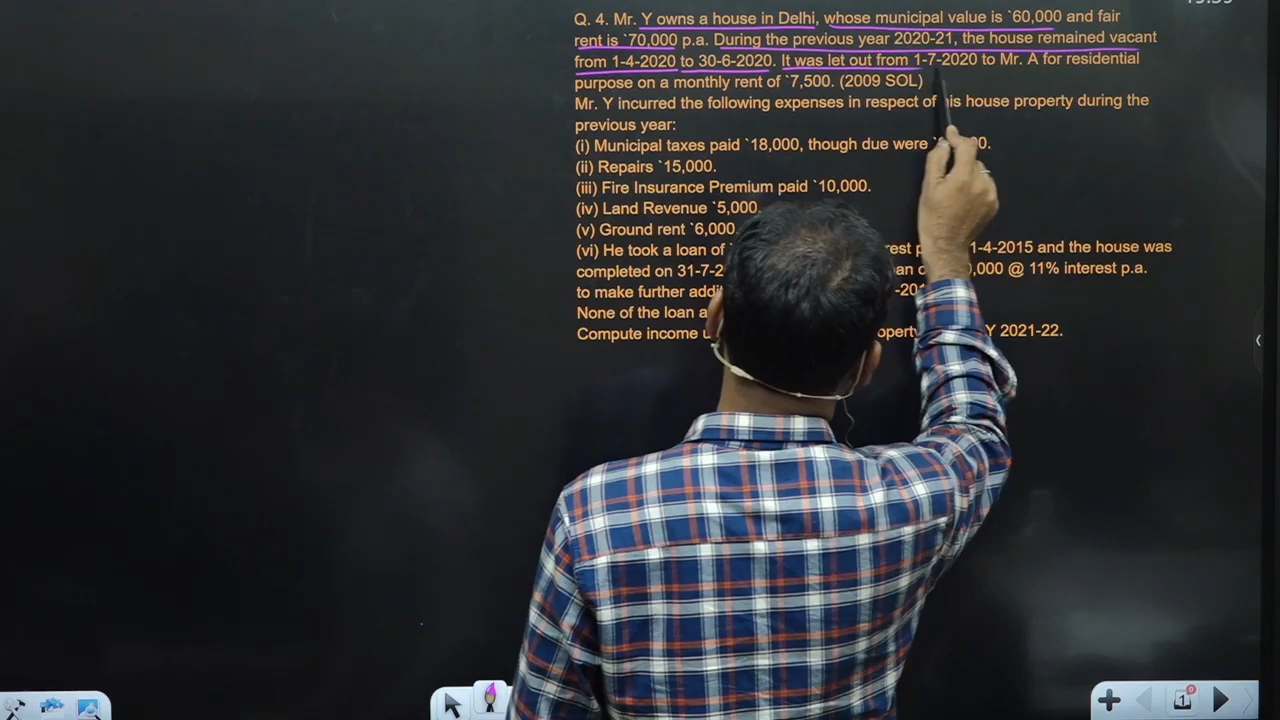 Q. 4. Mr. Y owns a house in Delhi, whose municipal value is `60,000 and fair
rent is `70,000 p.a. During the previous year 2020-21, the house remained vacant
from 1-4-2020 to 30-6-2020. It was let out from 1-7-2020 to Mr. A for residential
purpose on a monthly rent of `7,500. (2009 SOL)
Mr. Y incurred the following expenses in respect of his house property during the
previous year:
(i) Municipal taxes paid `18,000, though due were
(ii) Repairs `15,000.
(iii) Fire Insurance Premium paid `10,000.
(iv) Land Revenue `5,000.
(v) Ground rent `6,000
(vi) He took a loan of 1-4-2015 and the house was
completed on 31-7-2 ,000 @ 11% interest p.a.
to make further
None of the loan
Compute income Y 2021-22.